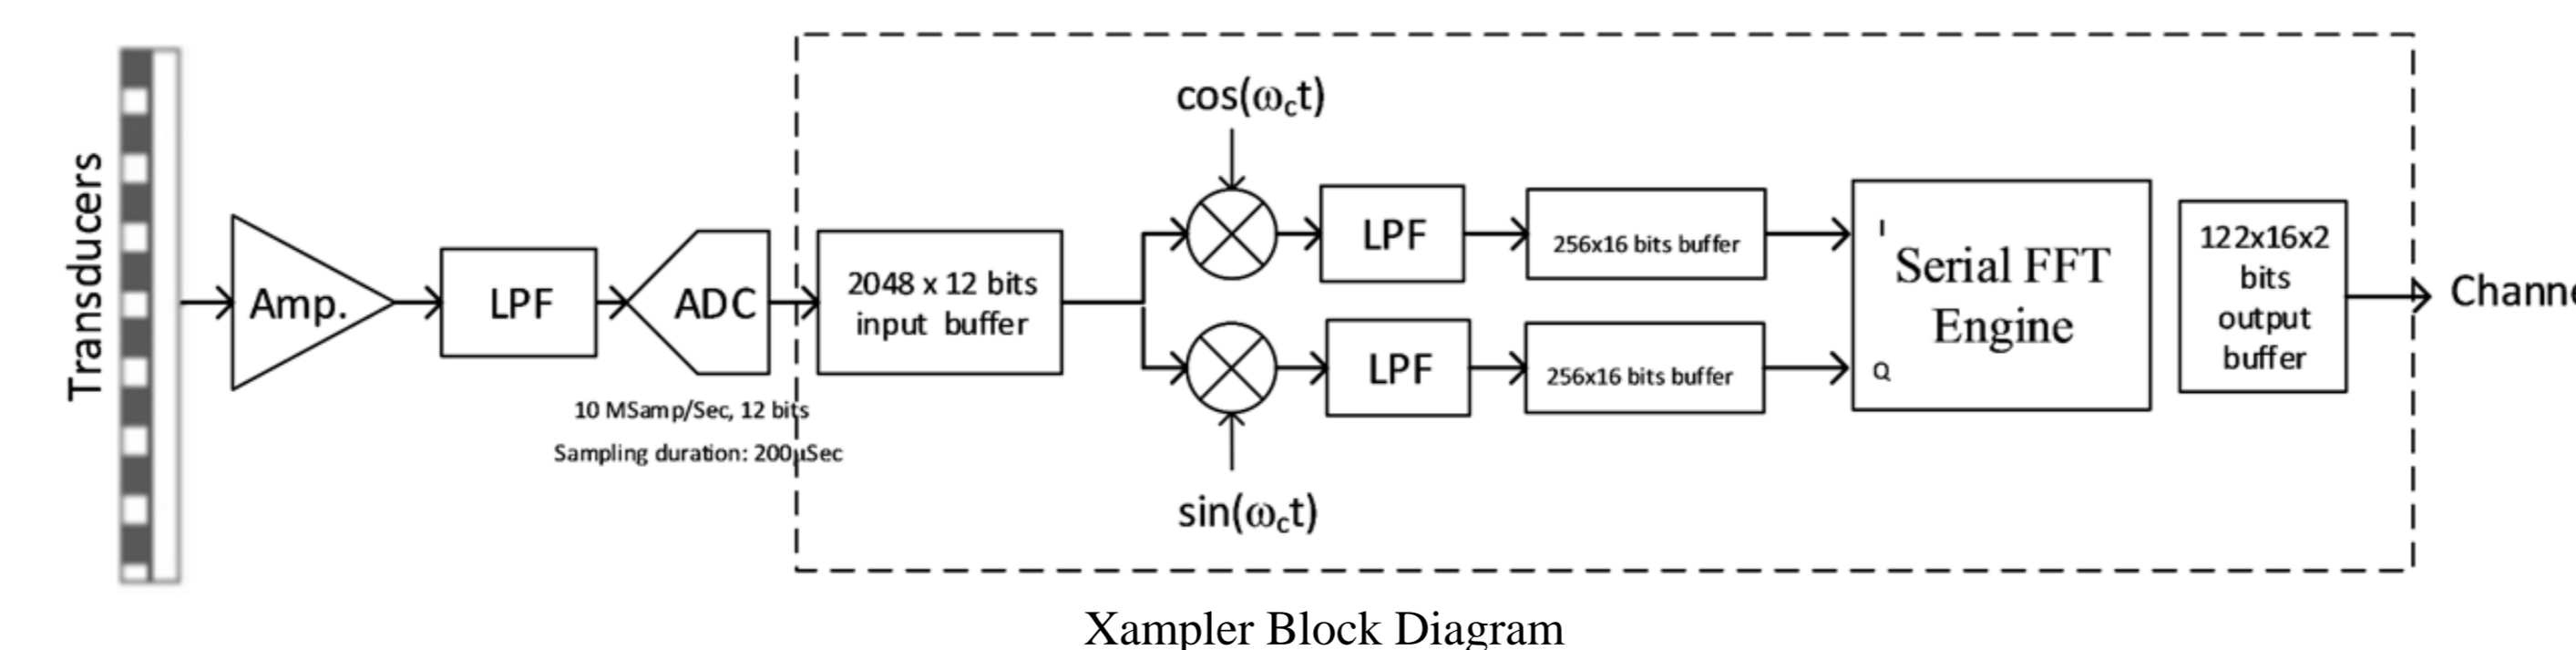 Transducers
Amp.
LPF
ADC
10 MSamp/Sec, 12 bits
Sampling duration: 200µSec
2048 x 12 bits
input buffer
cos(ωct)
sin(ωct)
LPF
256x16 bits buffer
LPF
256x16 bits buffer
I
Serial FFT
Engine
Q
122x16x2
bits
output
buffer
Xampler Block Diagram